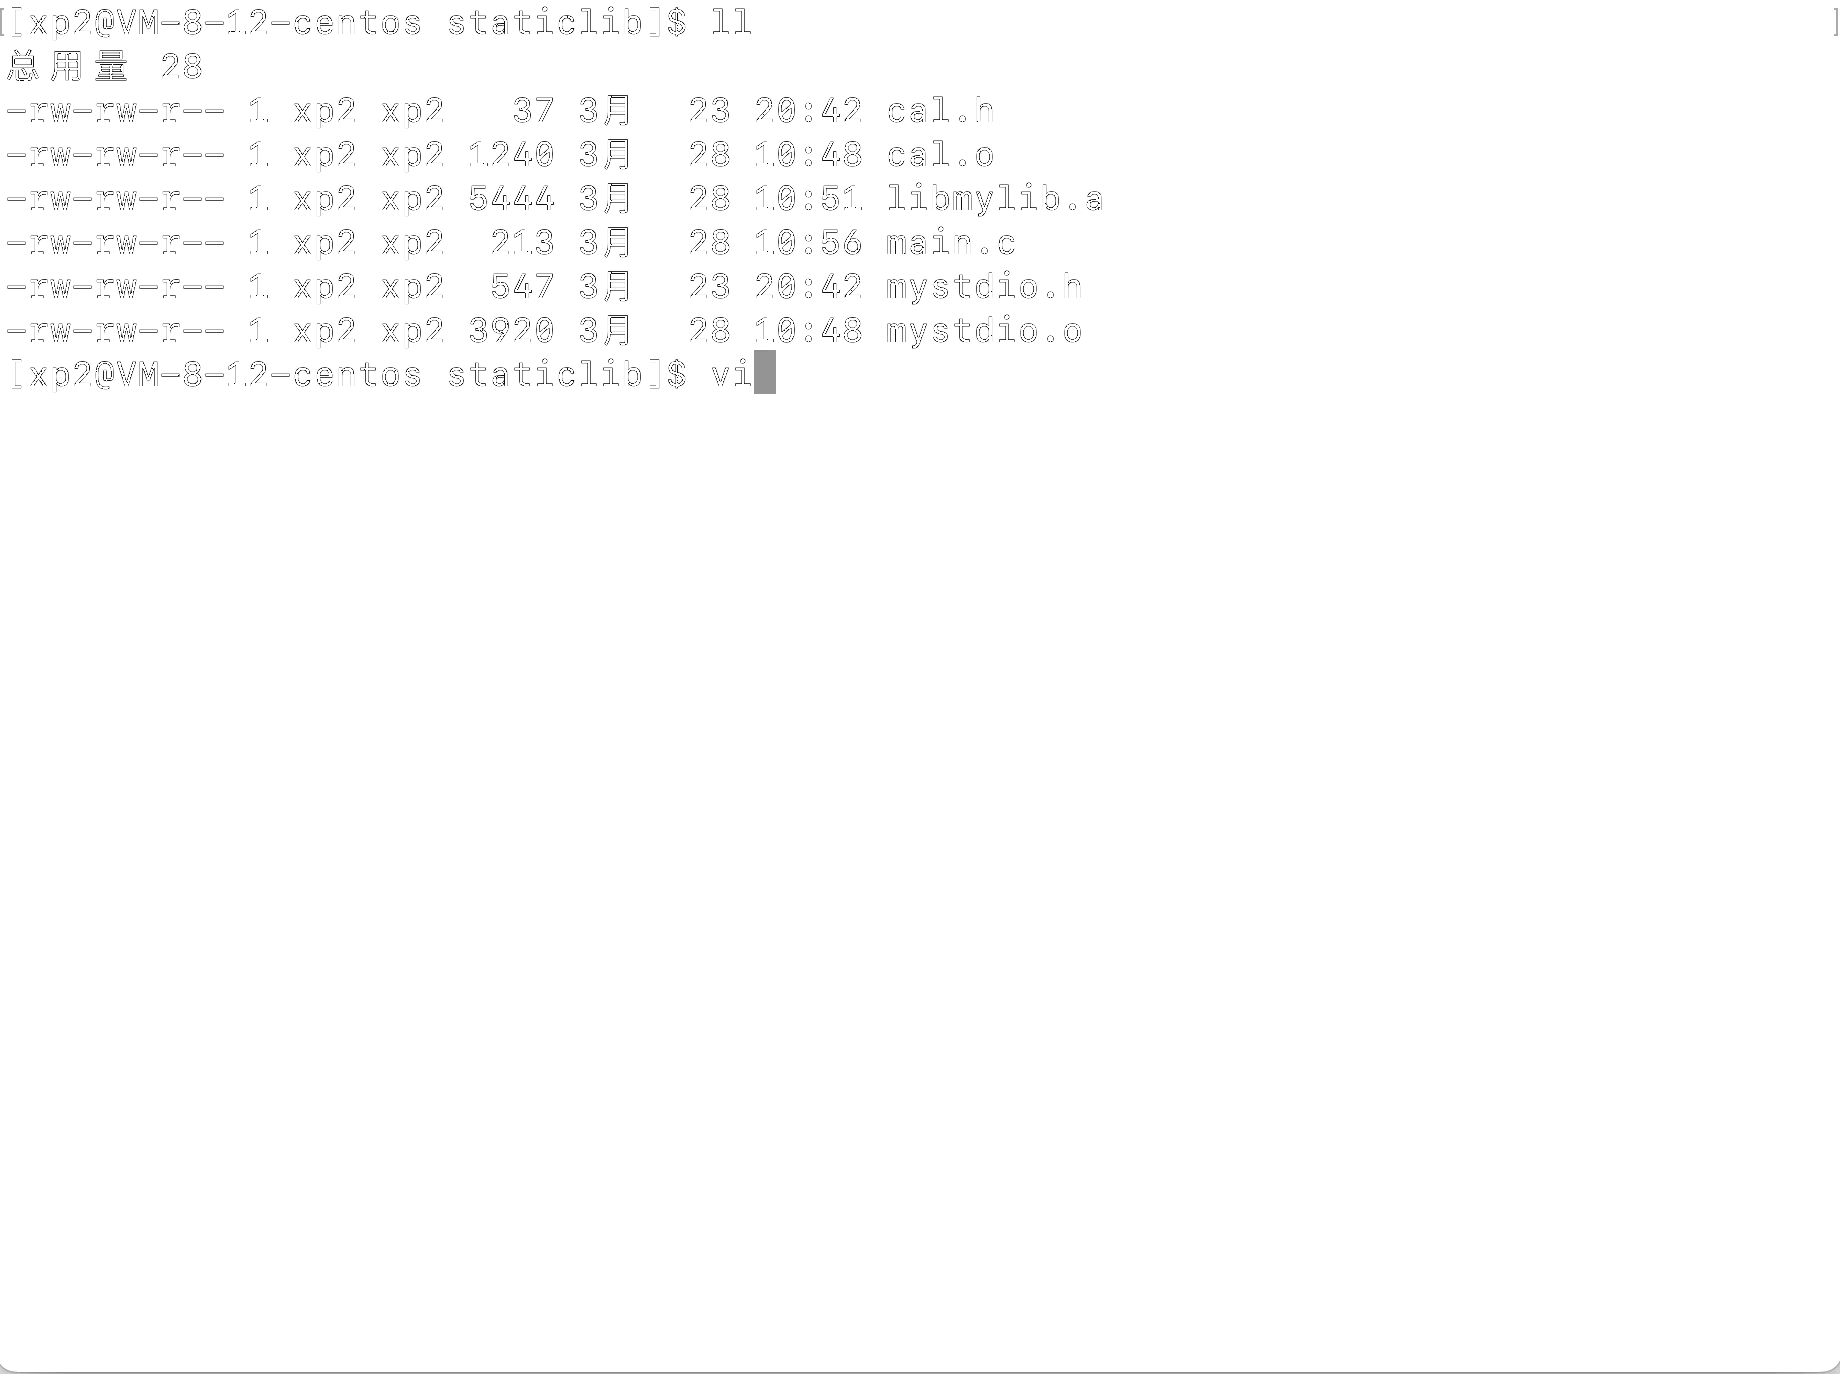 [xp2@VM-8-12-centos staticlib]$ ll
总用量 28
-rw-rw-r-- 1 xp2 xp2   37 3月   23 20:42 cal.h
-rw-rw-r-- 1 xp2 xp2 1240 3月   28 10:48 cal.o
-rw-rw-r-- 1 xp2 xp2 5444 3月   28 10:51 libmylib.a
-rw-rw-r-- 1 xp2 xp2  213 3月   28 10:56 main.c
-rw-rw-r-- 1 xp2 xp2  547 3月   23 20:42 mystdio.h
-rw-rw-r-- 1 xp2 xp2 3920 3月   28 10:48 mystdio.o
[xp2@VM-8-12-centos staticlib]$ vi